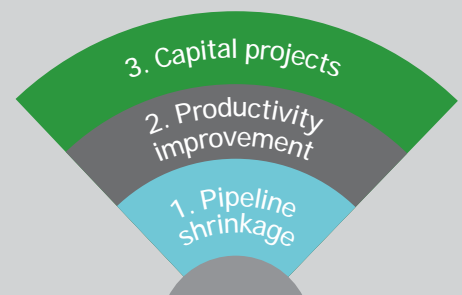 3. Capital projects
2. Productivity
improvement
1. Pipeline
shrinkage